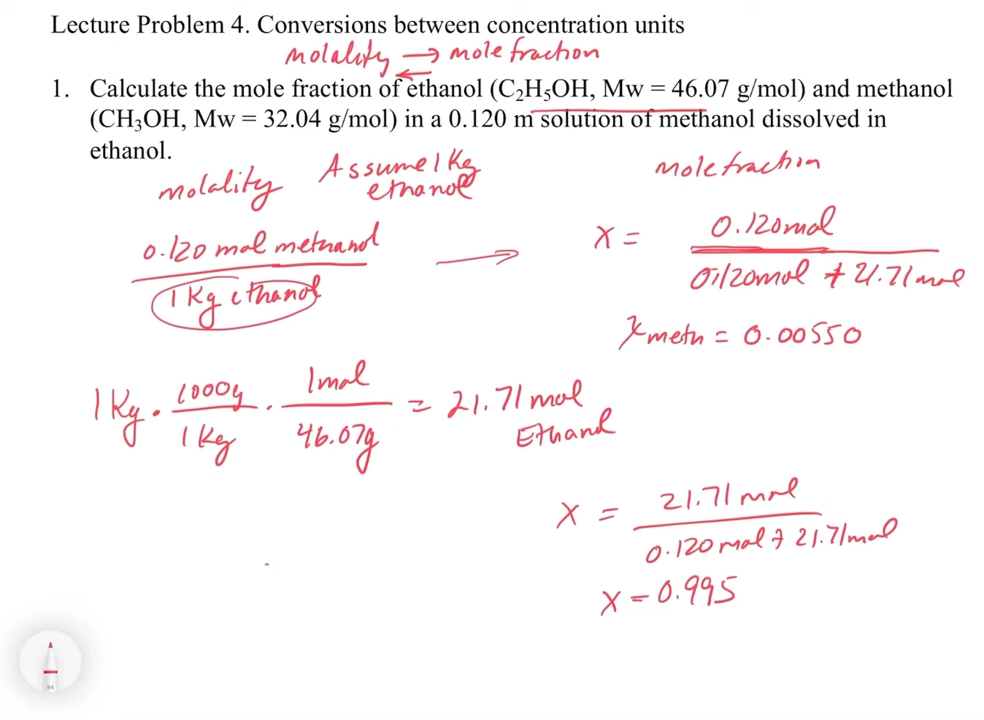 Lecture Problem 4. Conversions between concentration units
molality → mole fraction
←
1. Calculate the mole fraction of ethanol (C₂H₅OH, Mw = 46.07 g/mol) and methanol
(CH₃OH, Mw = 32.04 g/mol) in a 0.120 m solution of methanol dissolved in
ethanol.
molality
Assume 1 Kg
ethanol
mole fraction
0.120 mol methanol
1 Kg ethanol
→
X = 0.120 mol
0.120 mol + 21.71 mol
X meth = 0.00550
1 Kg · 1000g · 1 mol = 21.71 mol
1 Kg 46.07g Ethanol
X = 21.71 mol
0.120 mol + 21.71 mol
X = 0.995